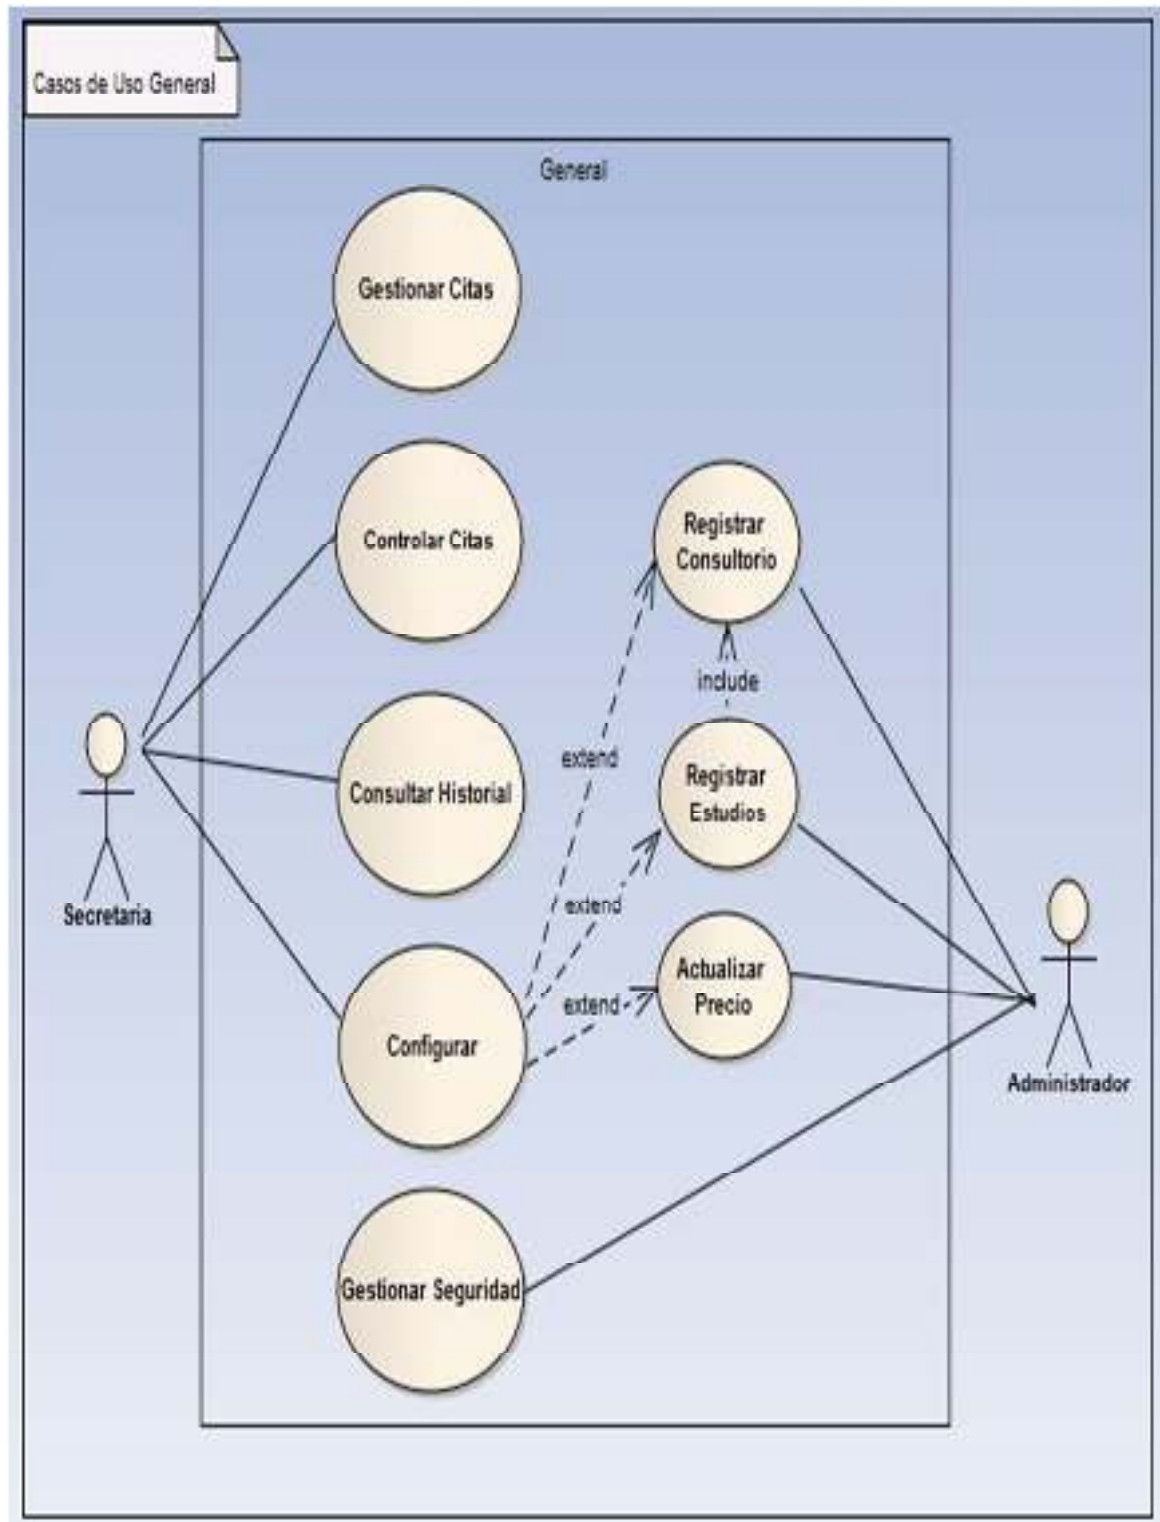 Casos de Uso General
General
Gestionar Citas
Controlar Citas
Registrar
Consultorio
include
extend
Registrar
Estudios
Consultar Historial
extend
Secretaria
Actualizar
Precio
extend
Configurar
Administrador
Gestionar Seguridad